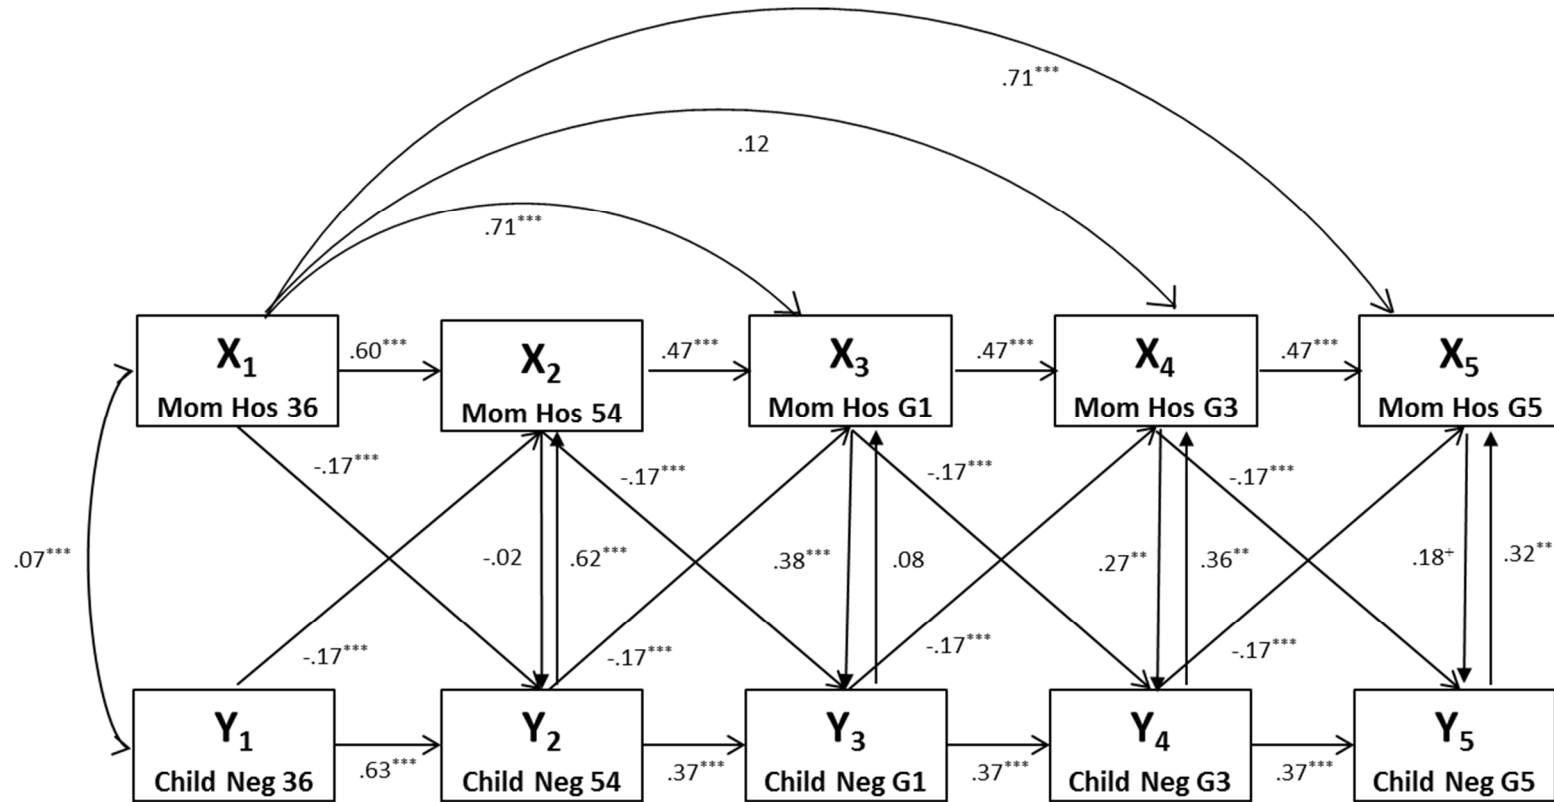 .71***
.12
.71***
X1
Mom Hos 36
.60***
X2
Mom Hos 54
.47***
X3
Mom Hos G1
.47***
X4
Mom Hos G3
.47***
X5
Mom Hos G5
-.17***
-.17***
-.17***
-.17***
.07***
-.02
.62***
.38***
.08
.27**
.36**
.18+
.32**
-.17***
-.17***
-.17***
-.17***
Y1
Child Neg 36
.63***
Y2
Child Neg 54
.37***
Y3
Child Neg G1
.37***
Y4
Child Neg G3
.37***
Y5
Child Neg G5